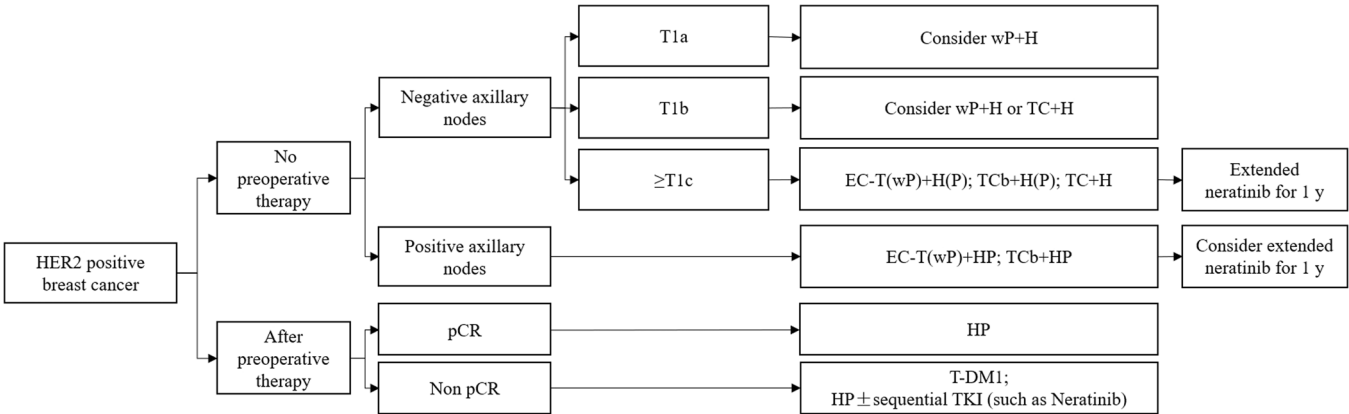 HER2 positive
breast cancer
No
preoperative
therapy
Negative axillary
nodes
T1a
Consider wP+H
T1b
Consider wP+H or TC+H
≥T1c
EC-T(wP)+H(P); TCb+H(P); TC+H
Extended
neratinib for 1 y
Positive axillary
nodes
EC-T(wP)+HP; TCb+HP
Consider extended
neratinib for 1 y
After
preoperative
therapy
pCR
HP
Non pCR
T-DM1;
HP±sequential TKI (such as Neratinib)